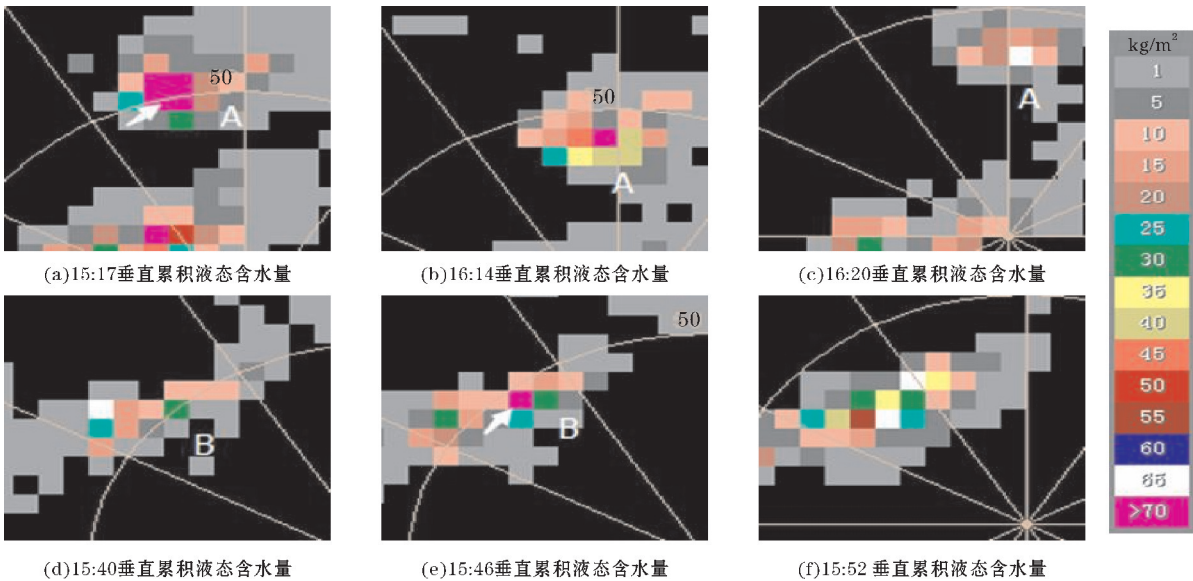 50
A
50
A
A
kg/m²
1
5
10
15
20
25
30
35
40
45
50
55
60
65
>70
(a)15:17垂直累积液态含水量
(b)16:14垂直累积液态含水量
(c)16:20垂直累积液态含水量
B
50
B
(d)15:40垂直累积液态含水量
(e)15:46垂直累积液态含水量
(f)15:52 垂直累积液态含水量